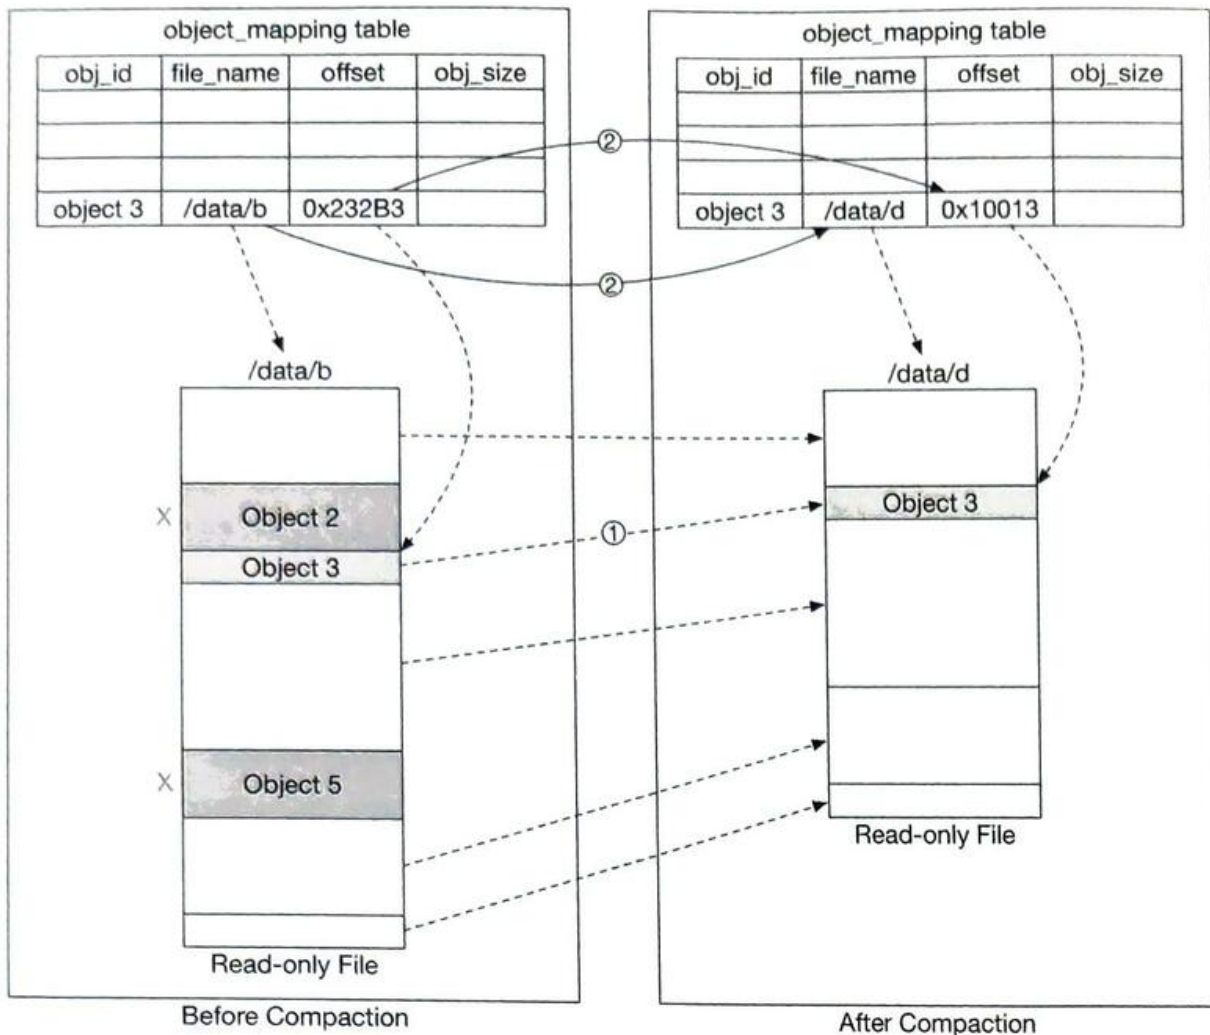 object_mapping table
obj_id file_name offset obj_size
object 3 /data/b 0x232B3
②
②
/data/b
X Object 2
Object 3
①
X Object 5
Read-only File
Before Compaction
object_mapping table
obj_id file_name offset obj_size
object 3 /data/d 0x10013
/data/d
Object 3
Read-only File
After Compaction